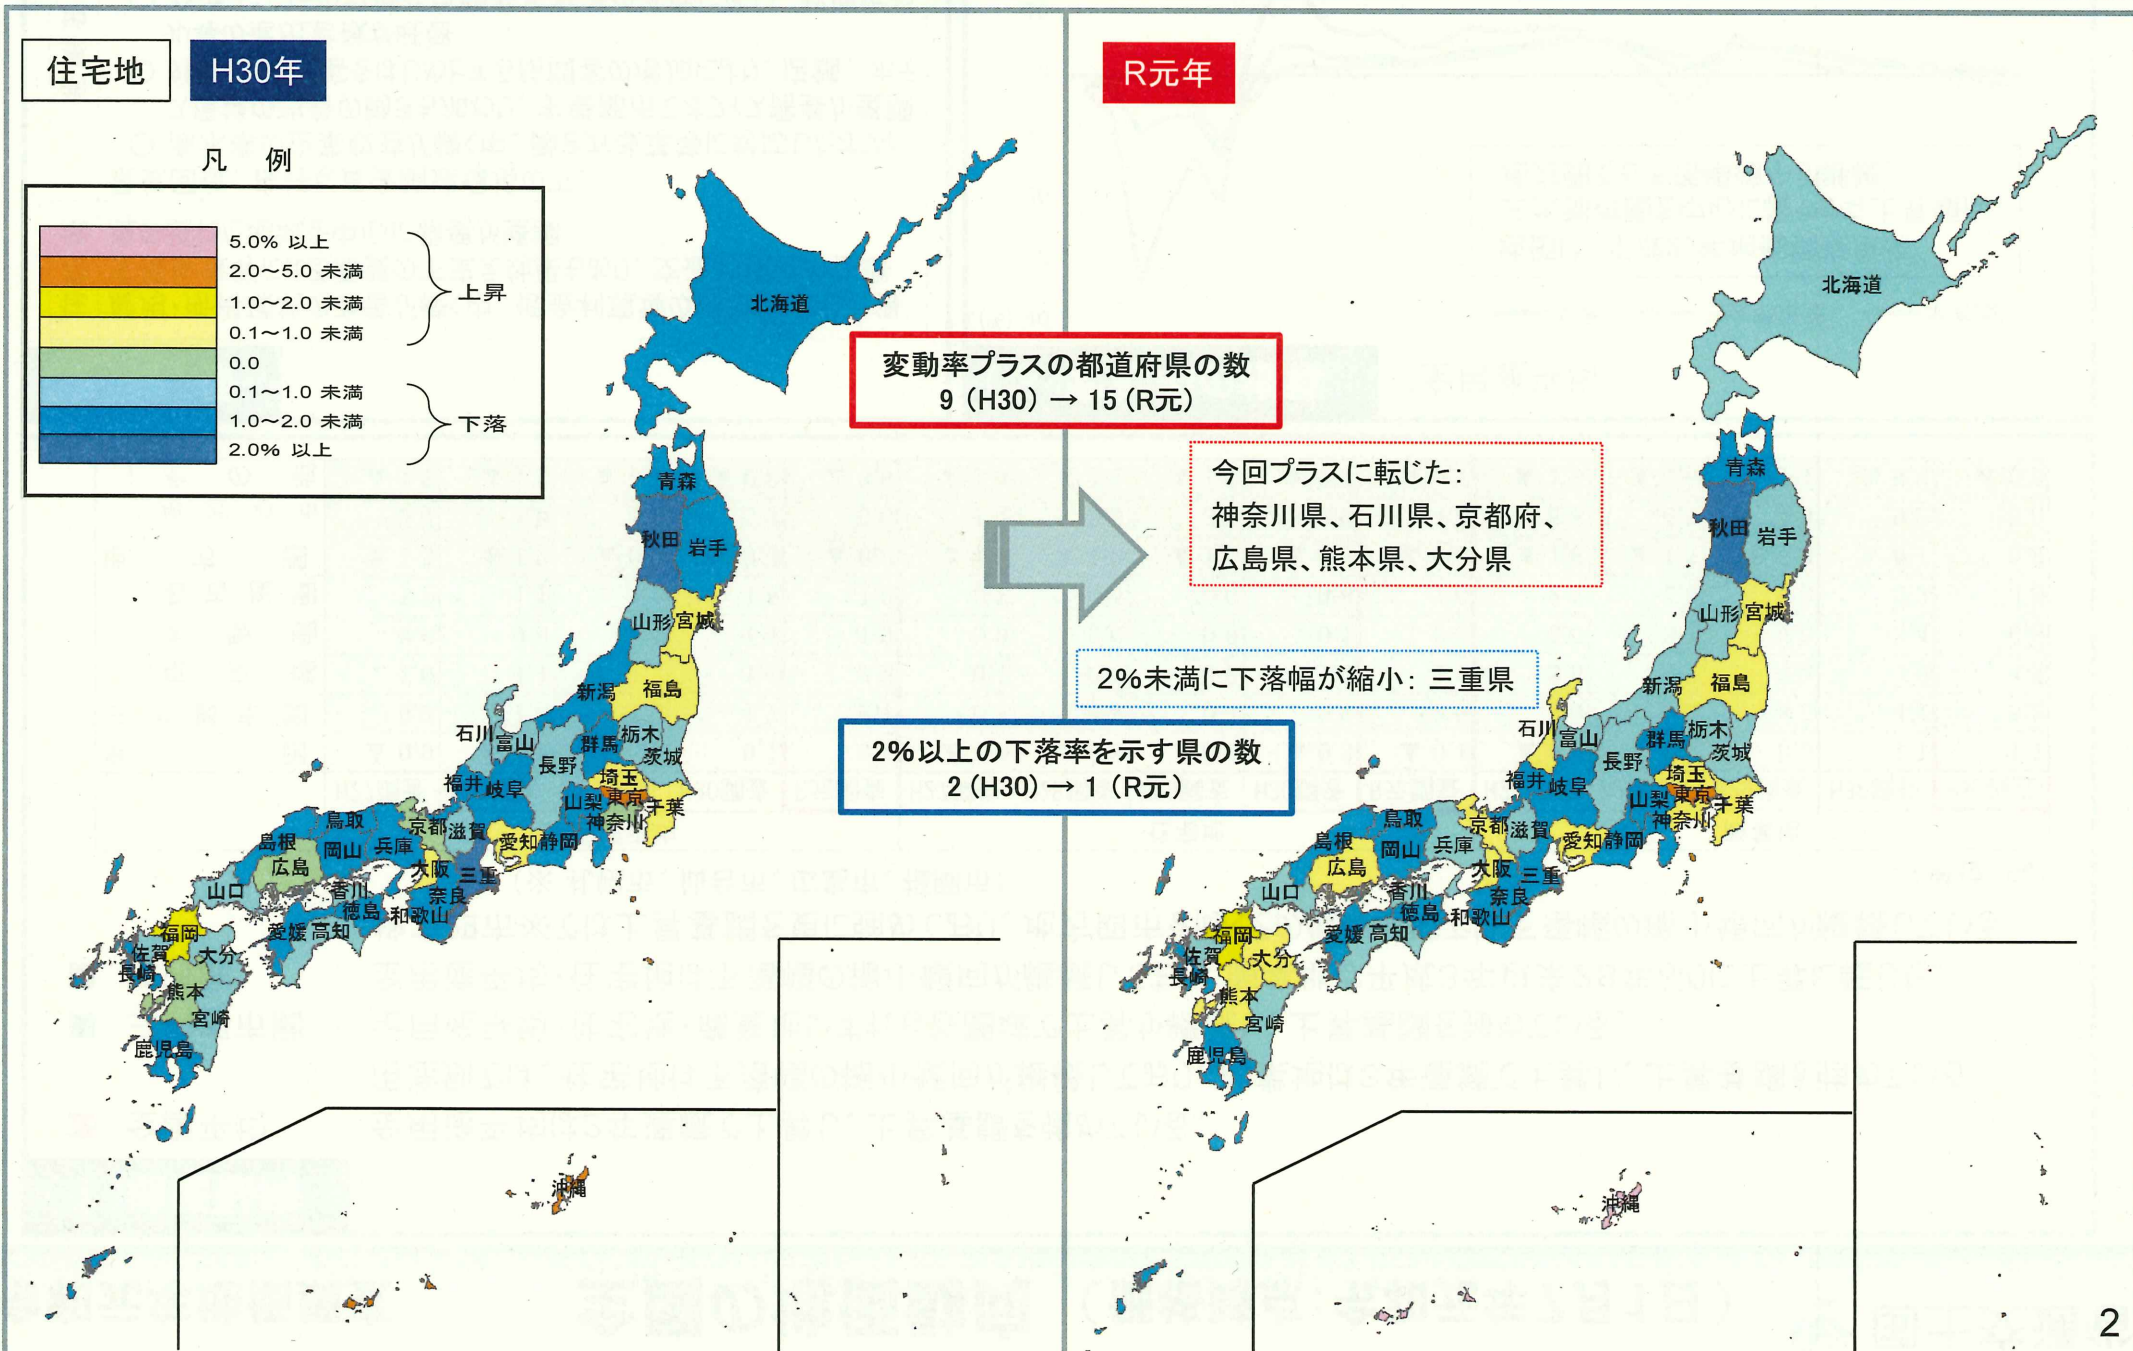 住宅地
H30年
凡 例
5.0% 以上
2.0～5.0 未満
1.0～2.0 未満
0.1～1.0 未満
上昇
0.0
0.1～1.0 未満
1.0～2.0 未満
2.0% 以上
下落
北海道
青森
秋田
岩手
山形
宮城
新潟
福島
石川
富山
群馬
栃木
茨城
長野
福井
岐阜
埼玉
山梨
東京
千葉
神奈川
鳥取
京都
滋賀
島根
岡山
兵庫
愛知
静岡
広島
大阪
三重
山口
香川
奈良
徳島
和歌山
福岡
愛媛
高知
佐賀
大分
長崎
熊本
宮崎
鹿児島
沖縄
変動率プラスの都道府県の数
9 （H30） → 15 （R元）
2%以上の下落率を示す県の数
2 （H30） → 1 （R元）
R元年
今回プラスに転じた：
神奈川県、石川県、京都府、
広島県、熊本県、大分県
2%未満に下落幅が縮小： 三重県
北海道
青森
秋田
岩手
山形
宮城
新潟
福島
石川
富山
群馬
栃木
茨城
長野
福井
岐阜
埼玉
山梨
東京
千葉
神奈川
鳥取
京都
滋賀
島根
岡山
兵庫
愛知
静岡
広島
大阪
三重
山口
香川
奈良
徳島
和歌山
福岡
愛媛
高知
佐賀
大分
長崎
熊本
宮崎
鹿児島
沖縄
2